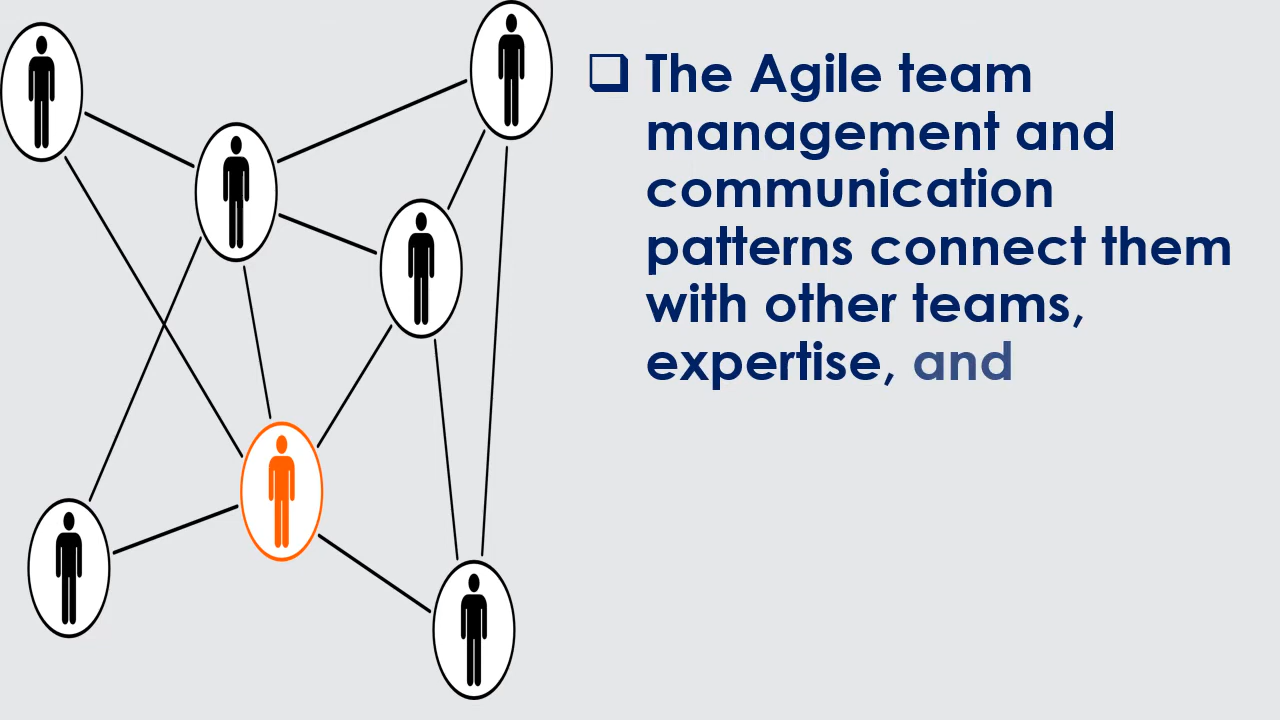 The Agile team
management and
communication
patterns connect them
with other teams,
expertise, and